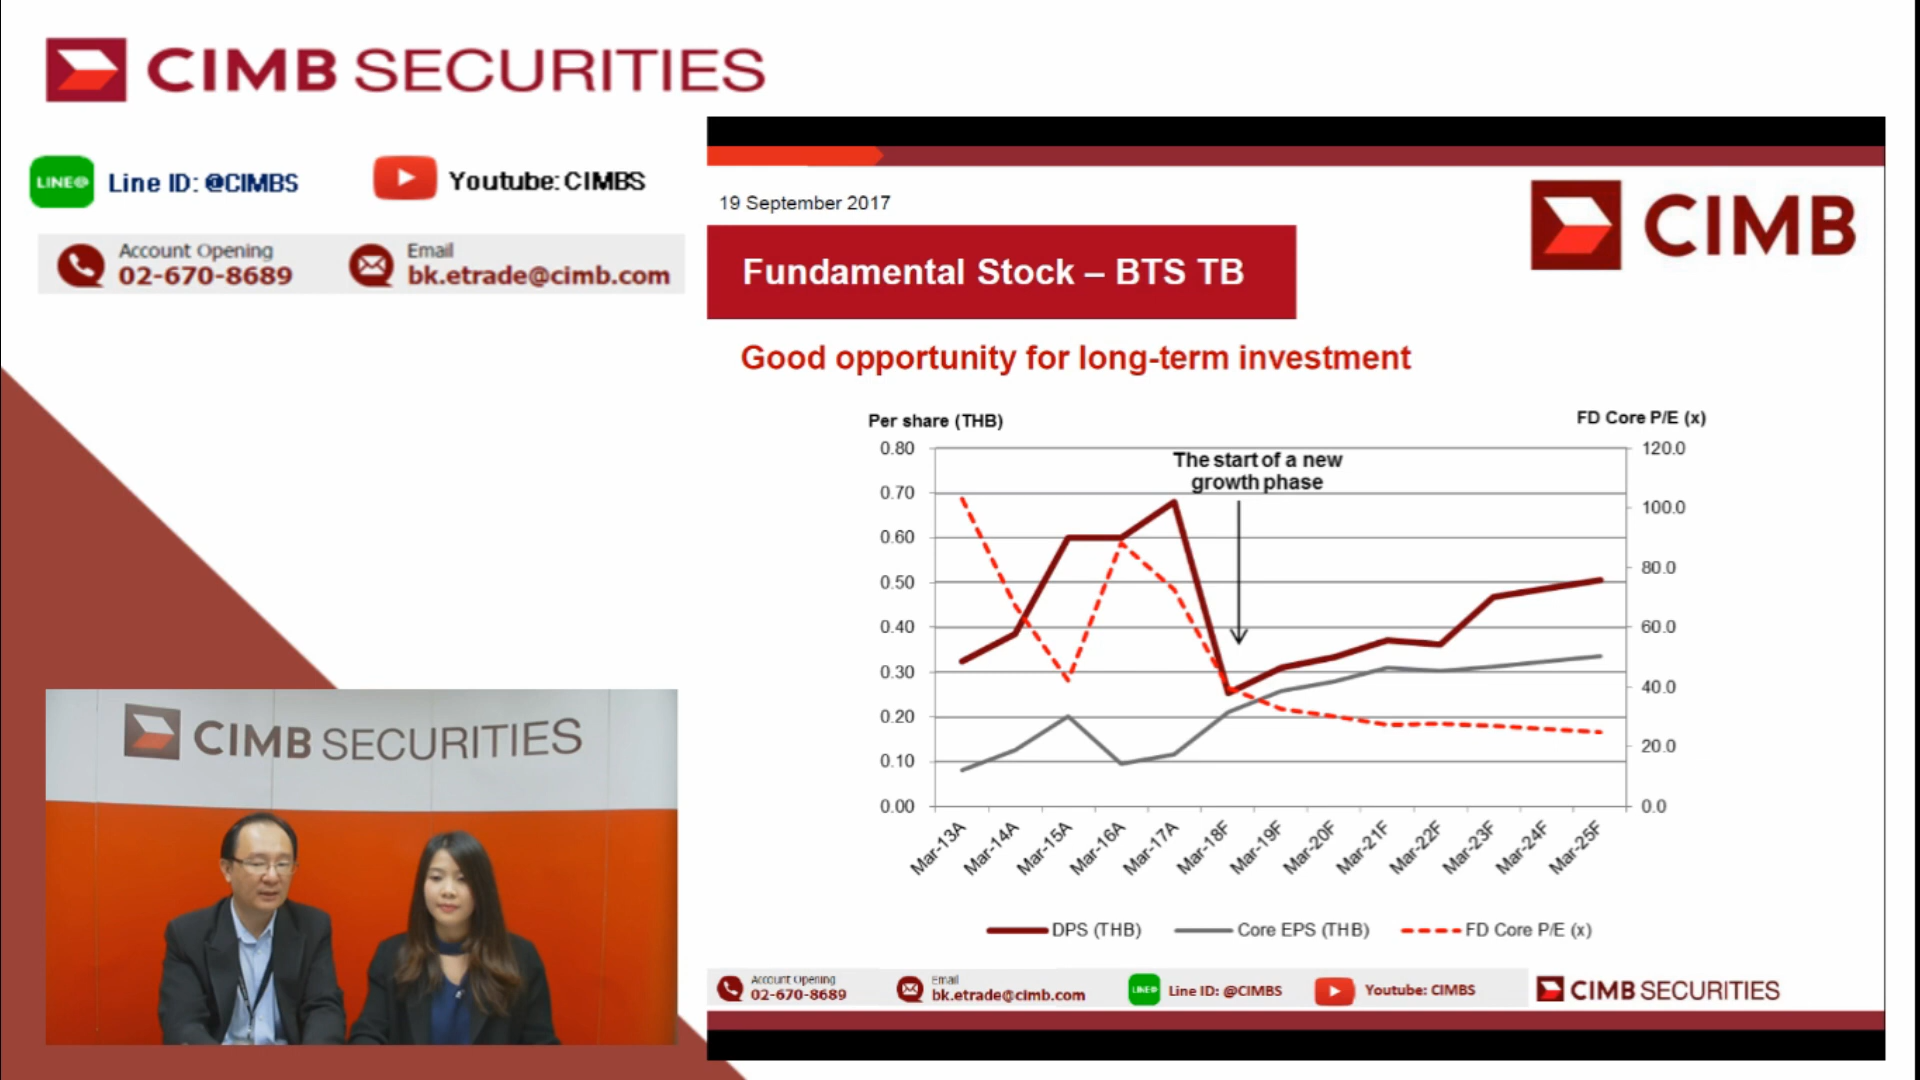 CIMB SECURITIES
LINE@ Line ID: @CIMBS
Youtube: CIMBS
Account Opening
02-670-8689
Email
bk.etrade@cimb.com
19 September 2017
CIMB
Fundamental Stock – BTS TB
Good opportunity for long-term investment
Per share (THB)
FD Core P/E (x)
0.80
0.70
0.60
0.50
0.40
0.30
0.20
0.10
0.00
The start of a new
growth phase
120.0
100.0
80.0
60.0
40.0
20.0
0.0
Mar-13A
Mar-14A
Mar-15A
Mar-16A
Mar-17A
Mar-18F
Mar-19F
Mar-20F
Mar-21F
Mar-22F
Mar-23F
Mar-24F
Mar-25F
DPS (THB)
Core EPS (THB)
FD Core P/E (x)
CIMB SECURITIES
Account Opening
02-670-8689
Email
bk.etrade@cimb.com
LINE@ Line ID: @CIMBS
Youtube: CIMBS
CIMB SECURITIES